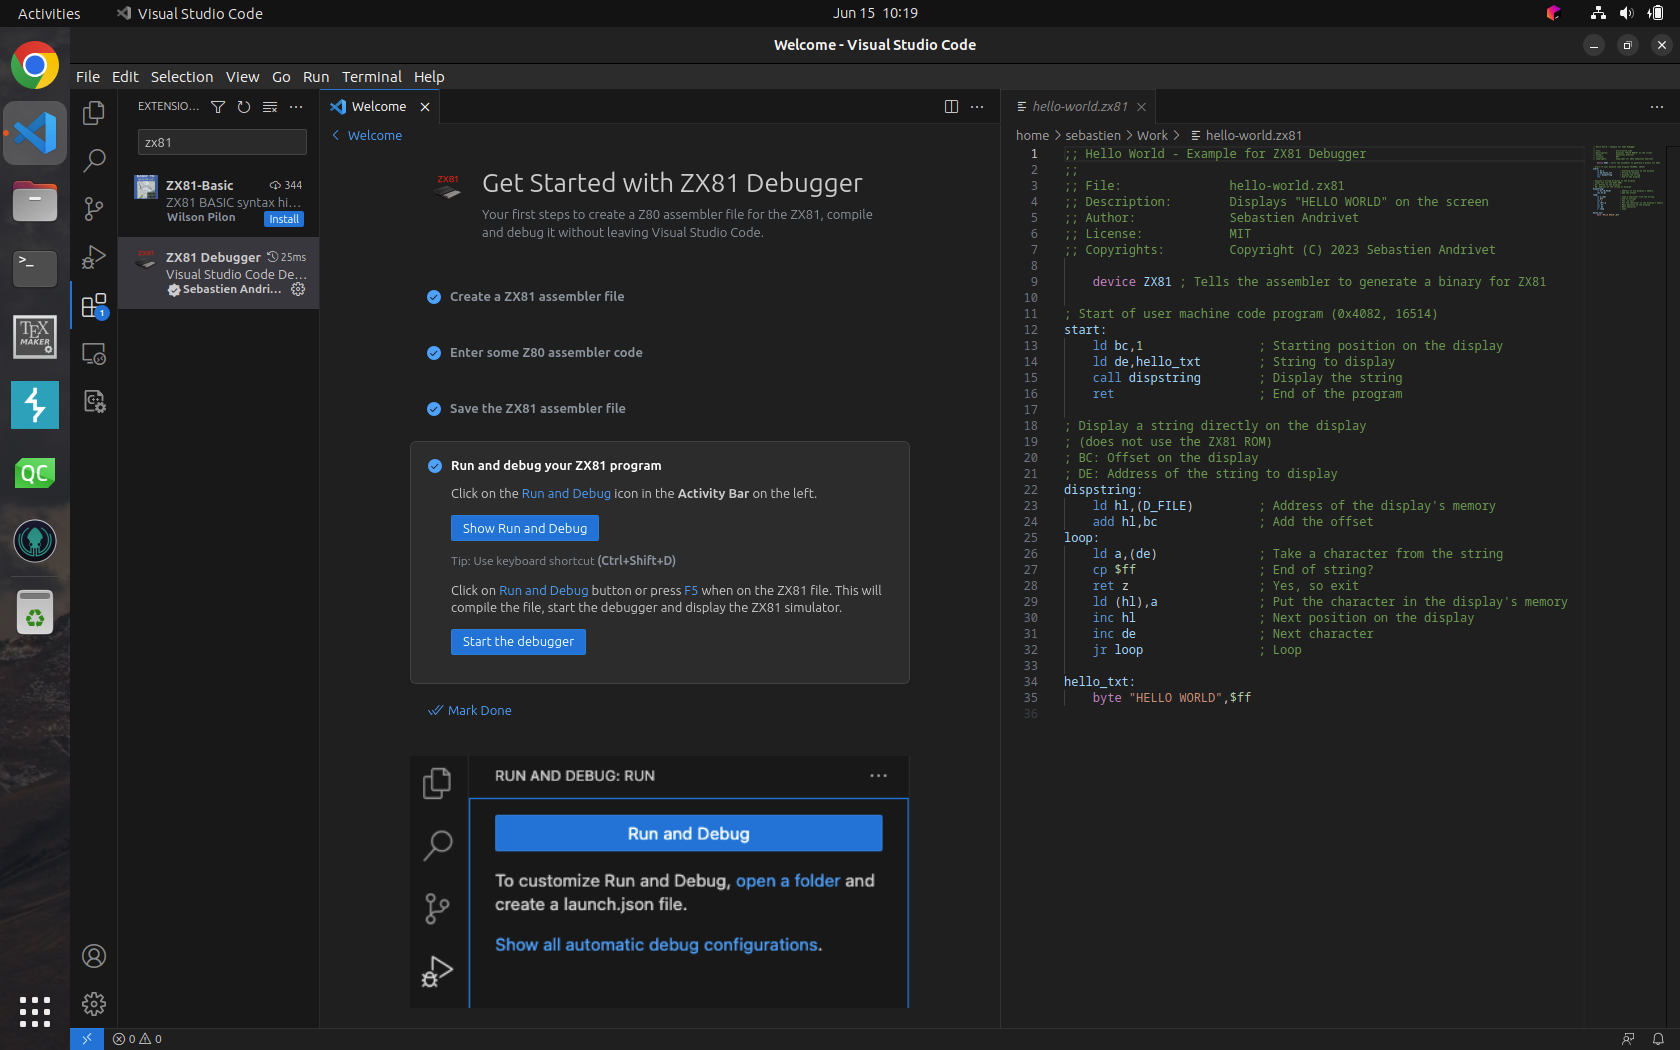 Activities
Visual Studio Code
Jun 15 10:19
Welcome - Visual Studio Code
File Edit Selection View Go Run Terminal Help
EXTENSIO...
zx81
ZX81-Basic 344
ZX81 BASIC syntax hi...
Wilson Pilon Install
ZX81
ZX81 Debugger 25ms
Visual Studio Code De...
Sebastien Andri...
1
TEX
MAKER
QC
>_
Welcome
Welcome
ZX81
Get Started with ZX81 Debugger
Your first steps to create a Z80 assembler file for the ZX81, compile
and debug it without leaving Visual Studio Code.
Create a ZX81 assembler file
Enter some Z80 assembler code
Save the ZX81 assembler file
Run and debug your ZX81 program
Click on the Run and Debug icon in the Activity Bar on the left.
Show Run and Debug
Tip: Use keyboard shortcut (Ctrl+Shift+D)
Click on Run and Debug button or press F5 when on the ZX81 file. This will
compile the file, start the debugger and display the ZX81 simulator.
Start the debugger
Mark Done
RUN AND DEBUG: RUN
Run and Debug
To customize Run and Debug, open a folder and
create a launch.json file.
Show all automatic debug configurations.
hello-world.zx81
home > sebastien > Work > hello-world.zx81
1 ;; Hello World - Example for ZX81 Debugger
2 ;;
3 ;; File: hello-world.zx81
4 ;; Description: Displays "HELLO WORLD" on the screen
5 ;; Author: Sebastien Andrivet
6 ;; License: MIT
7 ;; Copyrights: Copyright (C) 2023 Sebastien Andrivet
8
9 device ZX81 ; Tells the assembler to generate a binary for ZX81
10
11 ; Start of user machine code program (0x4082, 16514)
12 start:
13 ld bc,1 ; Starting position on the display
14 ld de,hello_txt ; String to display
15 call dispstring ; Display the string
16 ret ; End of the program
17
18 ; Display a string directly on the display
19 ; (does not use the ZX81 ROM)
20 ; BC: Offset on the display
21 ; DE: Address of the string to display
22 dispstring:
23 ld hl,(D_FILE) ; Address of the display's memory
24 add hl,bc ; Add the offset
25 loop:
26 ld a,(de) ; Take a character from the string
27 cp $ff ; End of string?
28 ret z ; Yes, so exit
29 ld (hl),a ; Put the character in the display's memory
30 inc hl ; Next position on the display
31 inc de ; Next character
32 jr loop ; Loop
33
34 hello_txt:
35 byte "HELLO WORLD",$ff
36
0 0